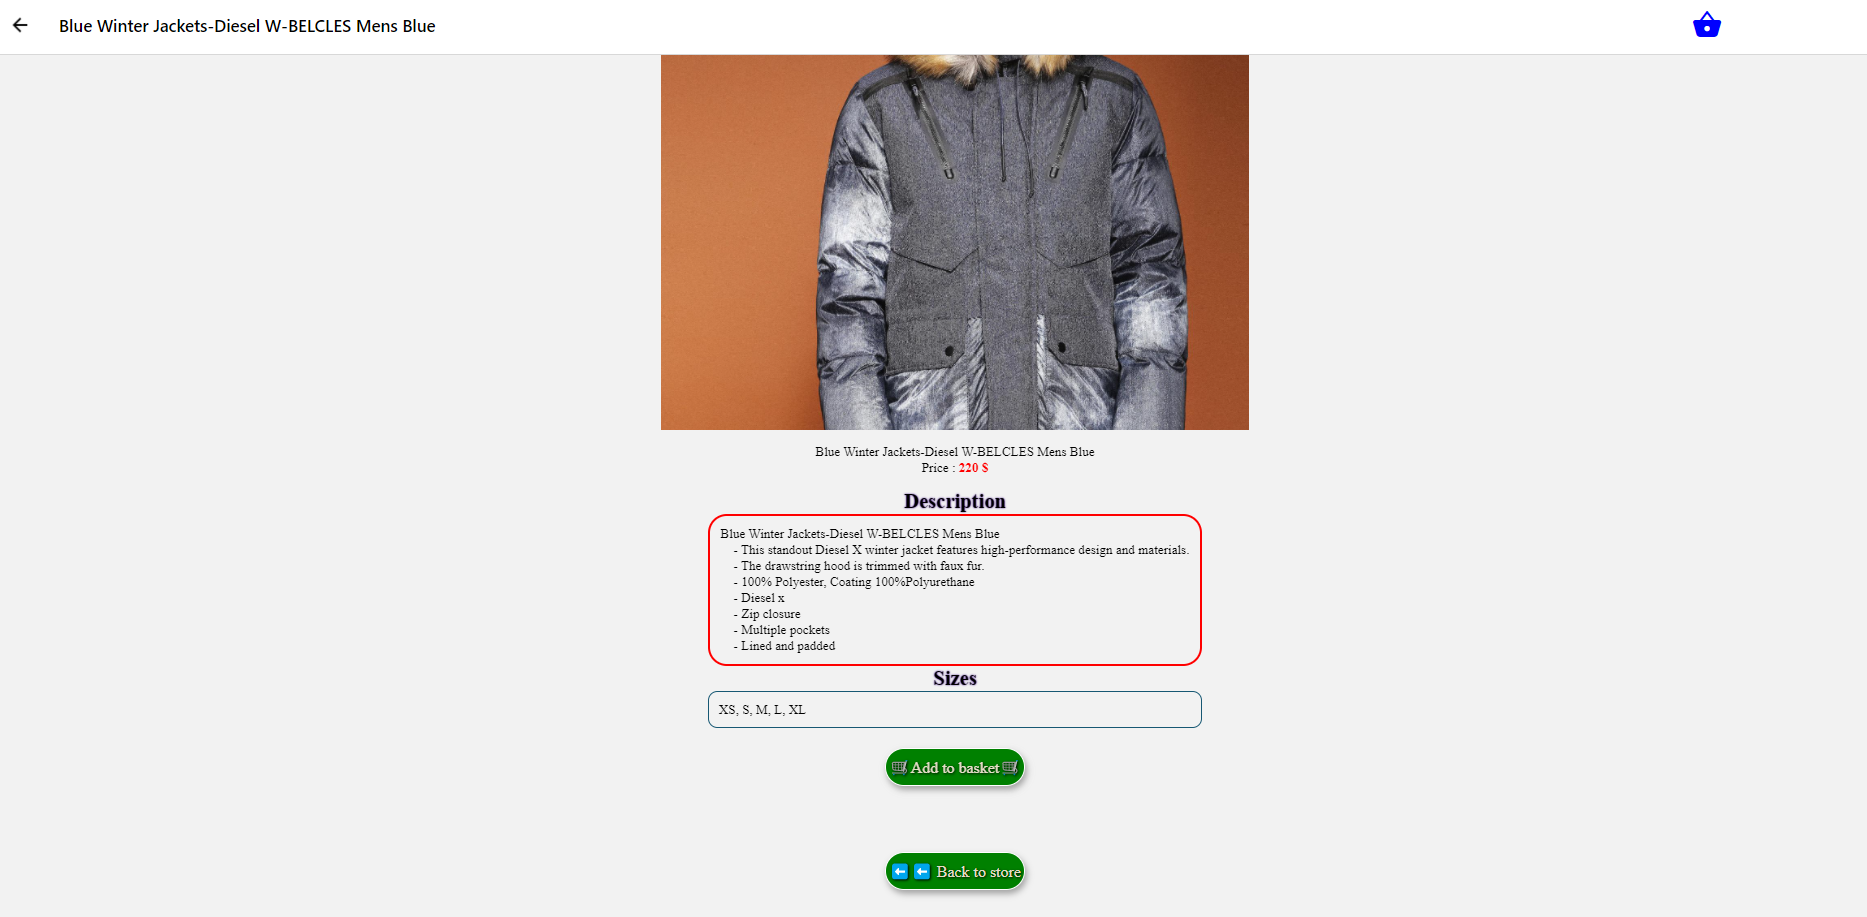 Blue Winter Jackets-Diesel W-BELCLES Mens Blue
Blue Winter Jackets-Diesel W-BELCLES Mens Blue
Price : 220 $
Description
Blue Winter Jackets-Diesel W-BELCLES Mens Blue
- This standout Diesel X winter jacket features high-performance design and materials.
- The drawstring hood is trimmed with faux fur.
- 100% Polyester, Coating 100%Polyurethane
- Diesel x
- Zip closure
- Multiple pockets
- Lined and padded
Sizes
XS, S, M, L, XL
🛒 Add to basket 🛒
⬅️ ⬅️ Back to store